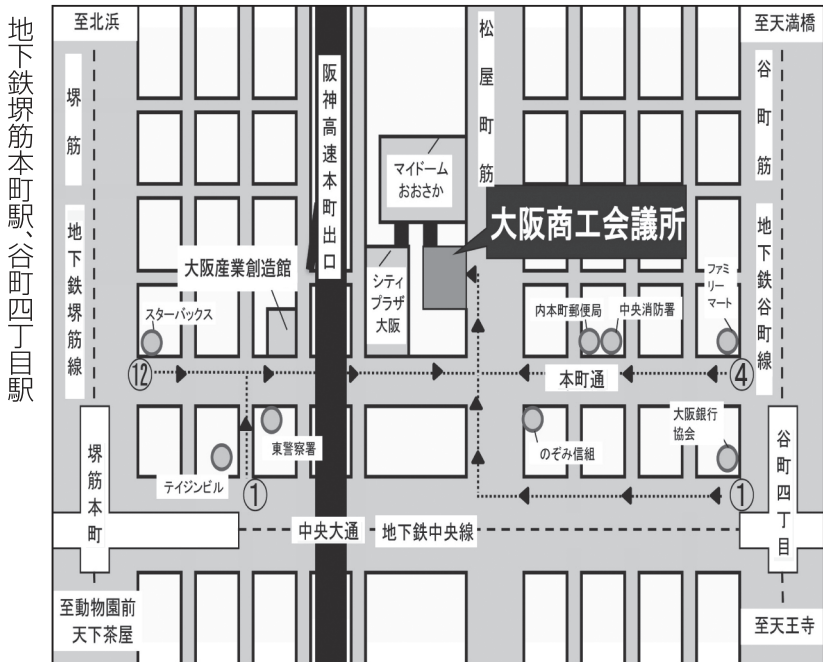 地下鉄堺筋本町駅、谷町四丁目駅
至北浜
堺筋
地下鉄堺筋線
阪神高速本町出口
松屋町筋
至天満橋
谷町筋
地下鉄谷町線
マイドーム
おおさか
大阪商工会議所
大阪産業創造館
シティ
プラザ
大阪
スターバックス
内本町郵便局
中央消防署
ファミ
リー
マート
⑫
本町通
④
東警察署
テイジンビル
①
のぞみ信組
大阪銀行
協会
①
堺筋本町
谷町四丁目
中央大通
地下鉄中央線
至動物園前
天下茶屋
至天王寺